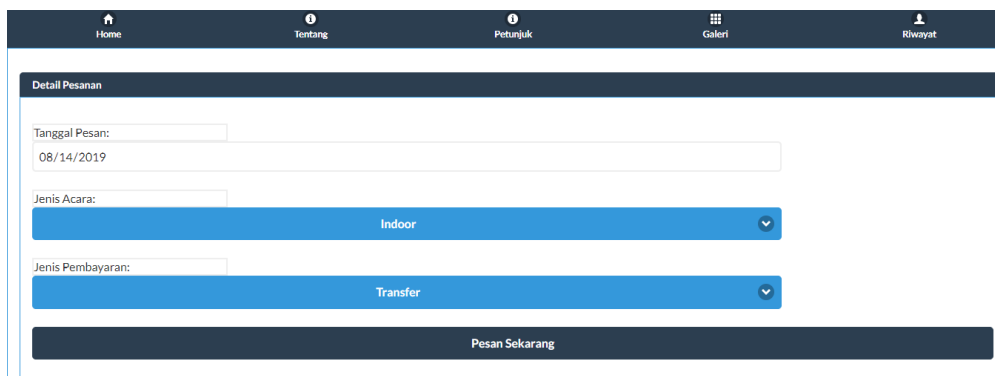 Home Tentang Petunjuk Galeri Riwayat
Detail Pesanan
Tanggal Pesan:
08/14/2019
Jenis Acara:
Indoor
Jenis Pembayaran:
Transfer
Pesan Sekarang